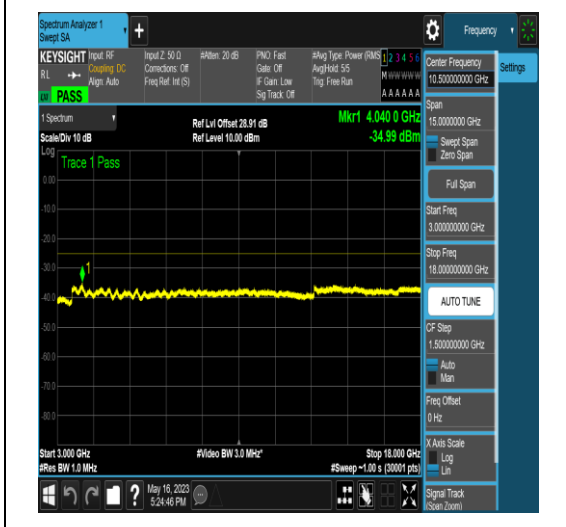 Spectrum Analyzer 1
Swept SA
+
Frequency
KEYSIGHT
RL
PASS
Input: RF
Coupling: DC
Align: Auto
Input Z: 50 Ω
Corrections: Off
Freq Ref: Int (S)
#Atten: 20 dB
PNO: Fast
Gate: Off
IF Gain: Low
Sig Track: Off
#Avg Type: Power (RMS
Avg|Hold: 5/5
Trig: Free Run
1 2 3 4 5 6
M W W W W W
A A A A A A
1 Spectrum
Scale/Div 10 dB
Ref Lvl Offset 28.91 dB
Ref Level 10.00 dBm
Mkr1 4.040 0 GHz
-34.99 dBm
Log
Trace 1 Pass
0.00
-10.0
-20.0
-30.0
-40.0
-50.0
-60.0
-70.0
-80.0
1
Start 3.000 GHz
#Res BW 1.0 MHz
#Video BW 3.0 MHz*
Stop 18.000 GHz
#Sweep ~1.00 s (30001 pts)
?
May 16, 2023
5:24:46 PM
Center Frequency
10.500000000 GHz
Span
15.0000000 GHz
Swept Span
Zero Span
Full Span
Start Freq
3.000000000 GHz
Stop Freq
18.000000000 GHz
AUTO TUNE
CF Step
1.500000000 GHz
Auto
Man
Freq Offset
0 Hz
X Axis Scale
Log
Lin
Signal Track
(Span Zoom)
Settings